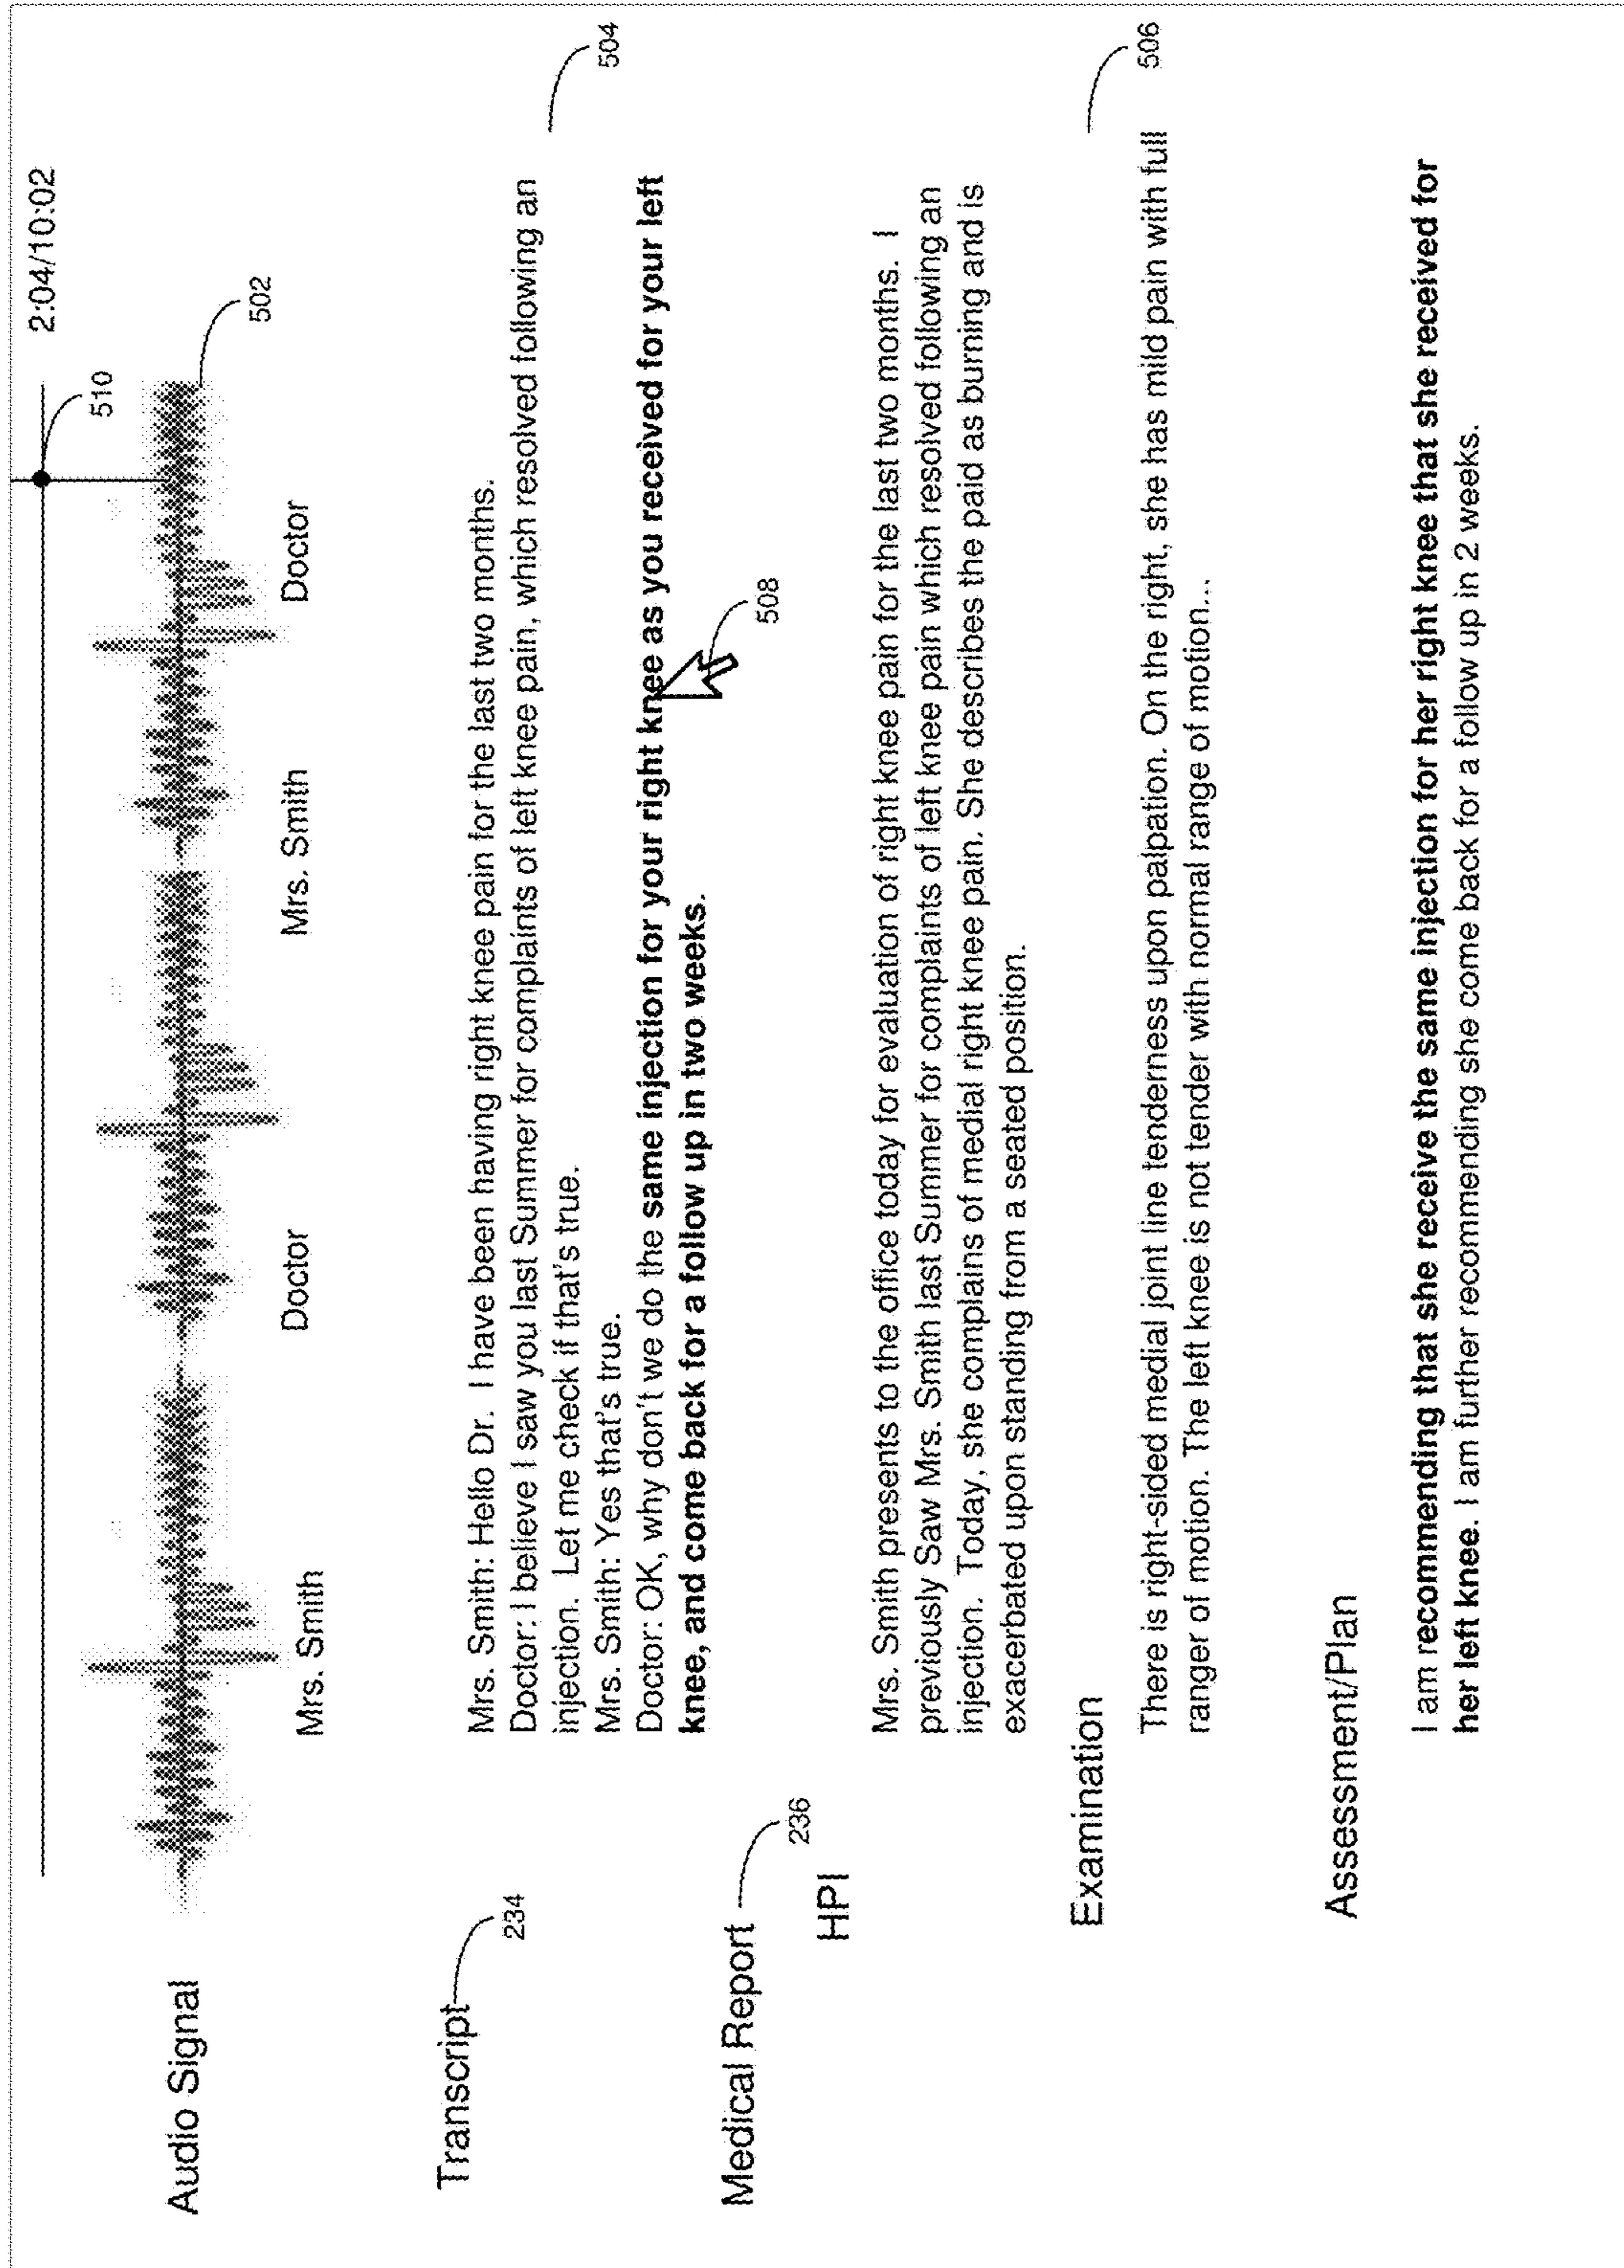 2:04/10:02
510
Audio Signal
502
Mrs. Smith
Doctor
Mrs. Smith
Doctor
Transcript
234
504
Mrs. Smith: Hello Dr. I have been having right knee pain for the last two months.
Doctor: I believe I saw you last Summer for complaints of left knee pain, which resolved following an
injection. Let me check if that's true.
Mrs. Smith: Yes that's true.
Doctor: OK, why don't we do the same injection for your right knee as you received for your left
knee, and come back for a follow up in two weeks.
508
Medical Report
236
HPI
Mrs. Smith presents to the office today for evaluation of right knee pain for the last two months. I
previously Saw Mrs. Smith last Summer for complaints of left knee pain which resolved following an
injection. Today, she complains of medial right knee pain. She describes the paid as burning and is
exacerbated upon standing from a seated position.
506
Examination
There is right-sided medial joint line tenderness upon palpation. On the right, she has mild pain with full
ranger of motion. The left knee is not tender with normal range of motion...
Assessment/Plan
I am recommending that she receive the same injection for her right knee that she received for
her left knee. I am further recommending she come back for a follow up in 2 weeks.